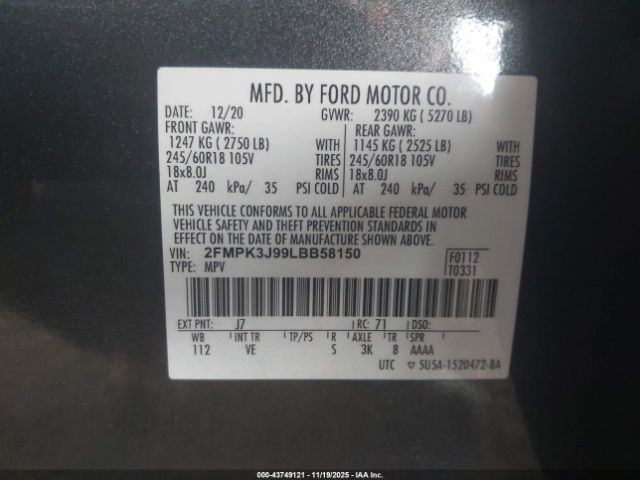 MFD. BY FORD MOTOR CO.
DATE: 12/20 GVWR: 2390 KG ( 5270 LB)
FRONT GAWR: REAR GAWR:
1247 KG ( 2750 LB) WITH 1145 KG ( 2525 LB) WITH
245/60R18 105V TIRES 245/60R18 105V TIRES
18x8.0J RIMS 18x8.0J RIMS
AT 240 kPa/ 35 PSI COLD AT 240 kPa/ 35 PSI COLD
THIS VEHICLE CONFORMS TO ALL APPLICABLE FEDERAL MOTOR
VEHICLE SAFETY AND THEFT PREVENTION STANDARDS IN
EFFECT ON THE DATE OF MANUFACTURE SHOWN ABOVE.
VIN: 2FMPK3J99LBB58150 F0112
TYPE: MPV T0331
EXT PNT: J7 RC: 71 DSO:
WB INT TR TP/PS R AXLE TR SPR
112 VE S 3K 8 AAAA
UTC ▽ 5USA-1520472-BA
000-43749121 - 11/19/2025 - IAA Inc.